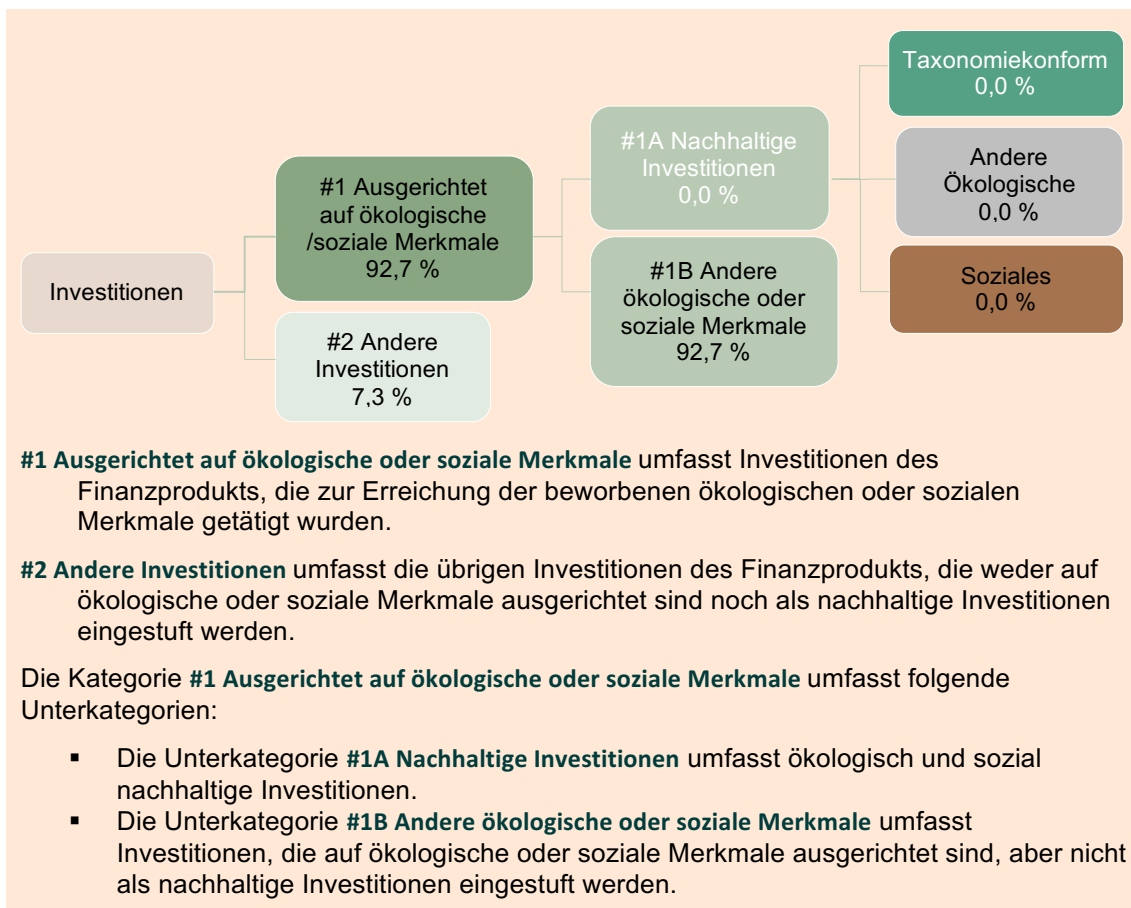 Investitionen
#1 Ausgerichtet
auf ökologische
/soziale Merkmale
92,7 %
#2 Andere
Investitionen
7,3 %
#1A Nachhaltige
Investitionen
0,0 %
#1B Andere
ökologische oder
soziale Merkmale
92,7 %
Taxonomiekonform
0,0 %
Andere
Ökologische
0,0 %
Soziales
0,0 %
#1 Ausgerichtet auf ökologische oder soziale Merkmale umfasst Investitionen des
Finanzprodukts, die zur Erreichung der beworbenen ökologischen oder sozialen
Merkmale getätigt wurden.
#2 Andere Investitionen umfasst die übrigen Investitionen des Finanzprodukts, die weder auf
ökologische oder soziale Merkmale ausgerichtet sind noch als nachhaltige Investitionen
eingestuft werden.
Die Kategorie #1 Ausgerichtet auf ökologische oder soziale Merkmale umfasst folgende
Unterkategorien:
▪ Die Unterkategorie #1A Nachhaltige Investitionen umfasst ökologisch und sozial
nachhaltige Investitionen.
▪ Die Unterkategorie #1B Andere ökologische oder soziale Merkmale umfasst
Investitionen, die auf ökologische oder soziale Merkmale ausgerichtet sind, aber nicht
als nachhaltige Investitionen eingestuft werden.